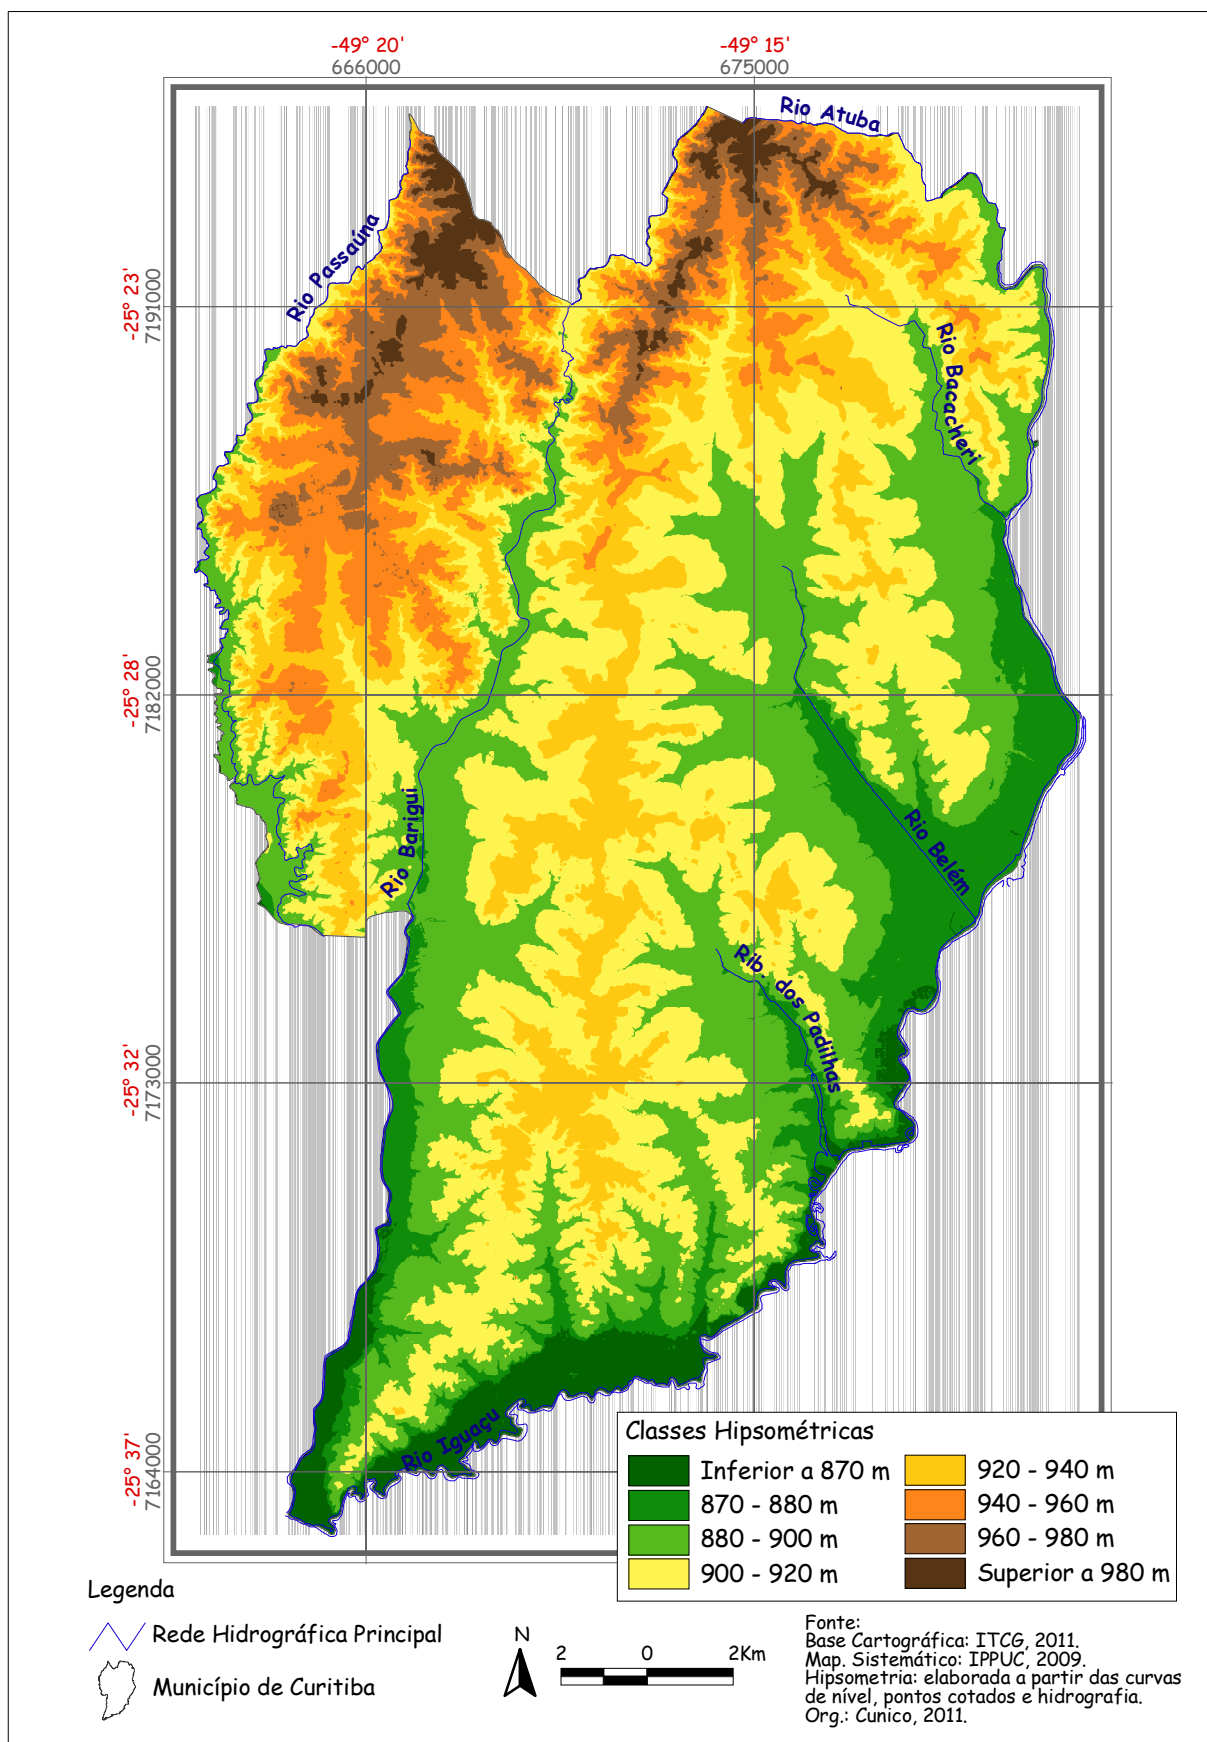 -49° 20'
-49° 15'
666000
675000
Rio Atuba
Rio Passaúna
-25° 23'
7191000
Rio Bacacheri
-25° 28'
7182000
Rio Barigui
Rio Belém
Rib. dos Padilhas
-25° 32'
7173000
-25° 37'
7164000
Rio Iguaçu
Classes Hipsométricas
Inferior a 870 m
870 - 880 m
880 - 900 m
900 - 920 m
920 - 940 m
940 - 960 m
960 - 980 m
Superior a 980 m
Legenda
Rede Hidrográfica Principal
Município de Curitiba
N
2 0 2Km
Fonte:
Base Cartográfica: ITCG, 2011.
Map. Sistemático: IPPUC, 2009.
Hipsometria: elaborada a partir das curvas
de nível, pontos cotados e hidrografia.
Org.: Cunico, 2011.